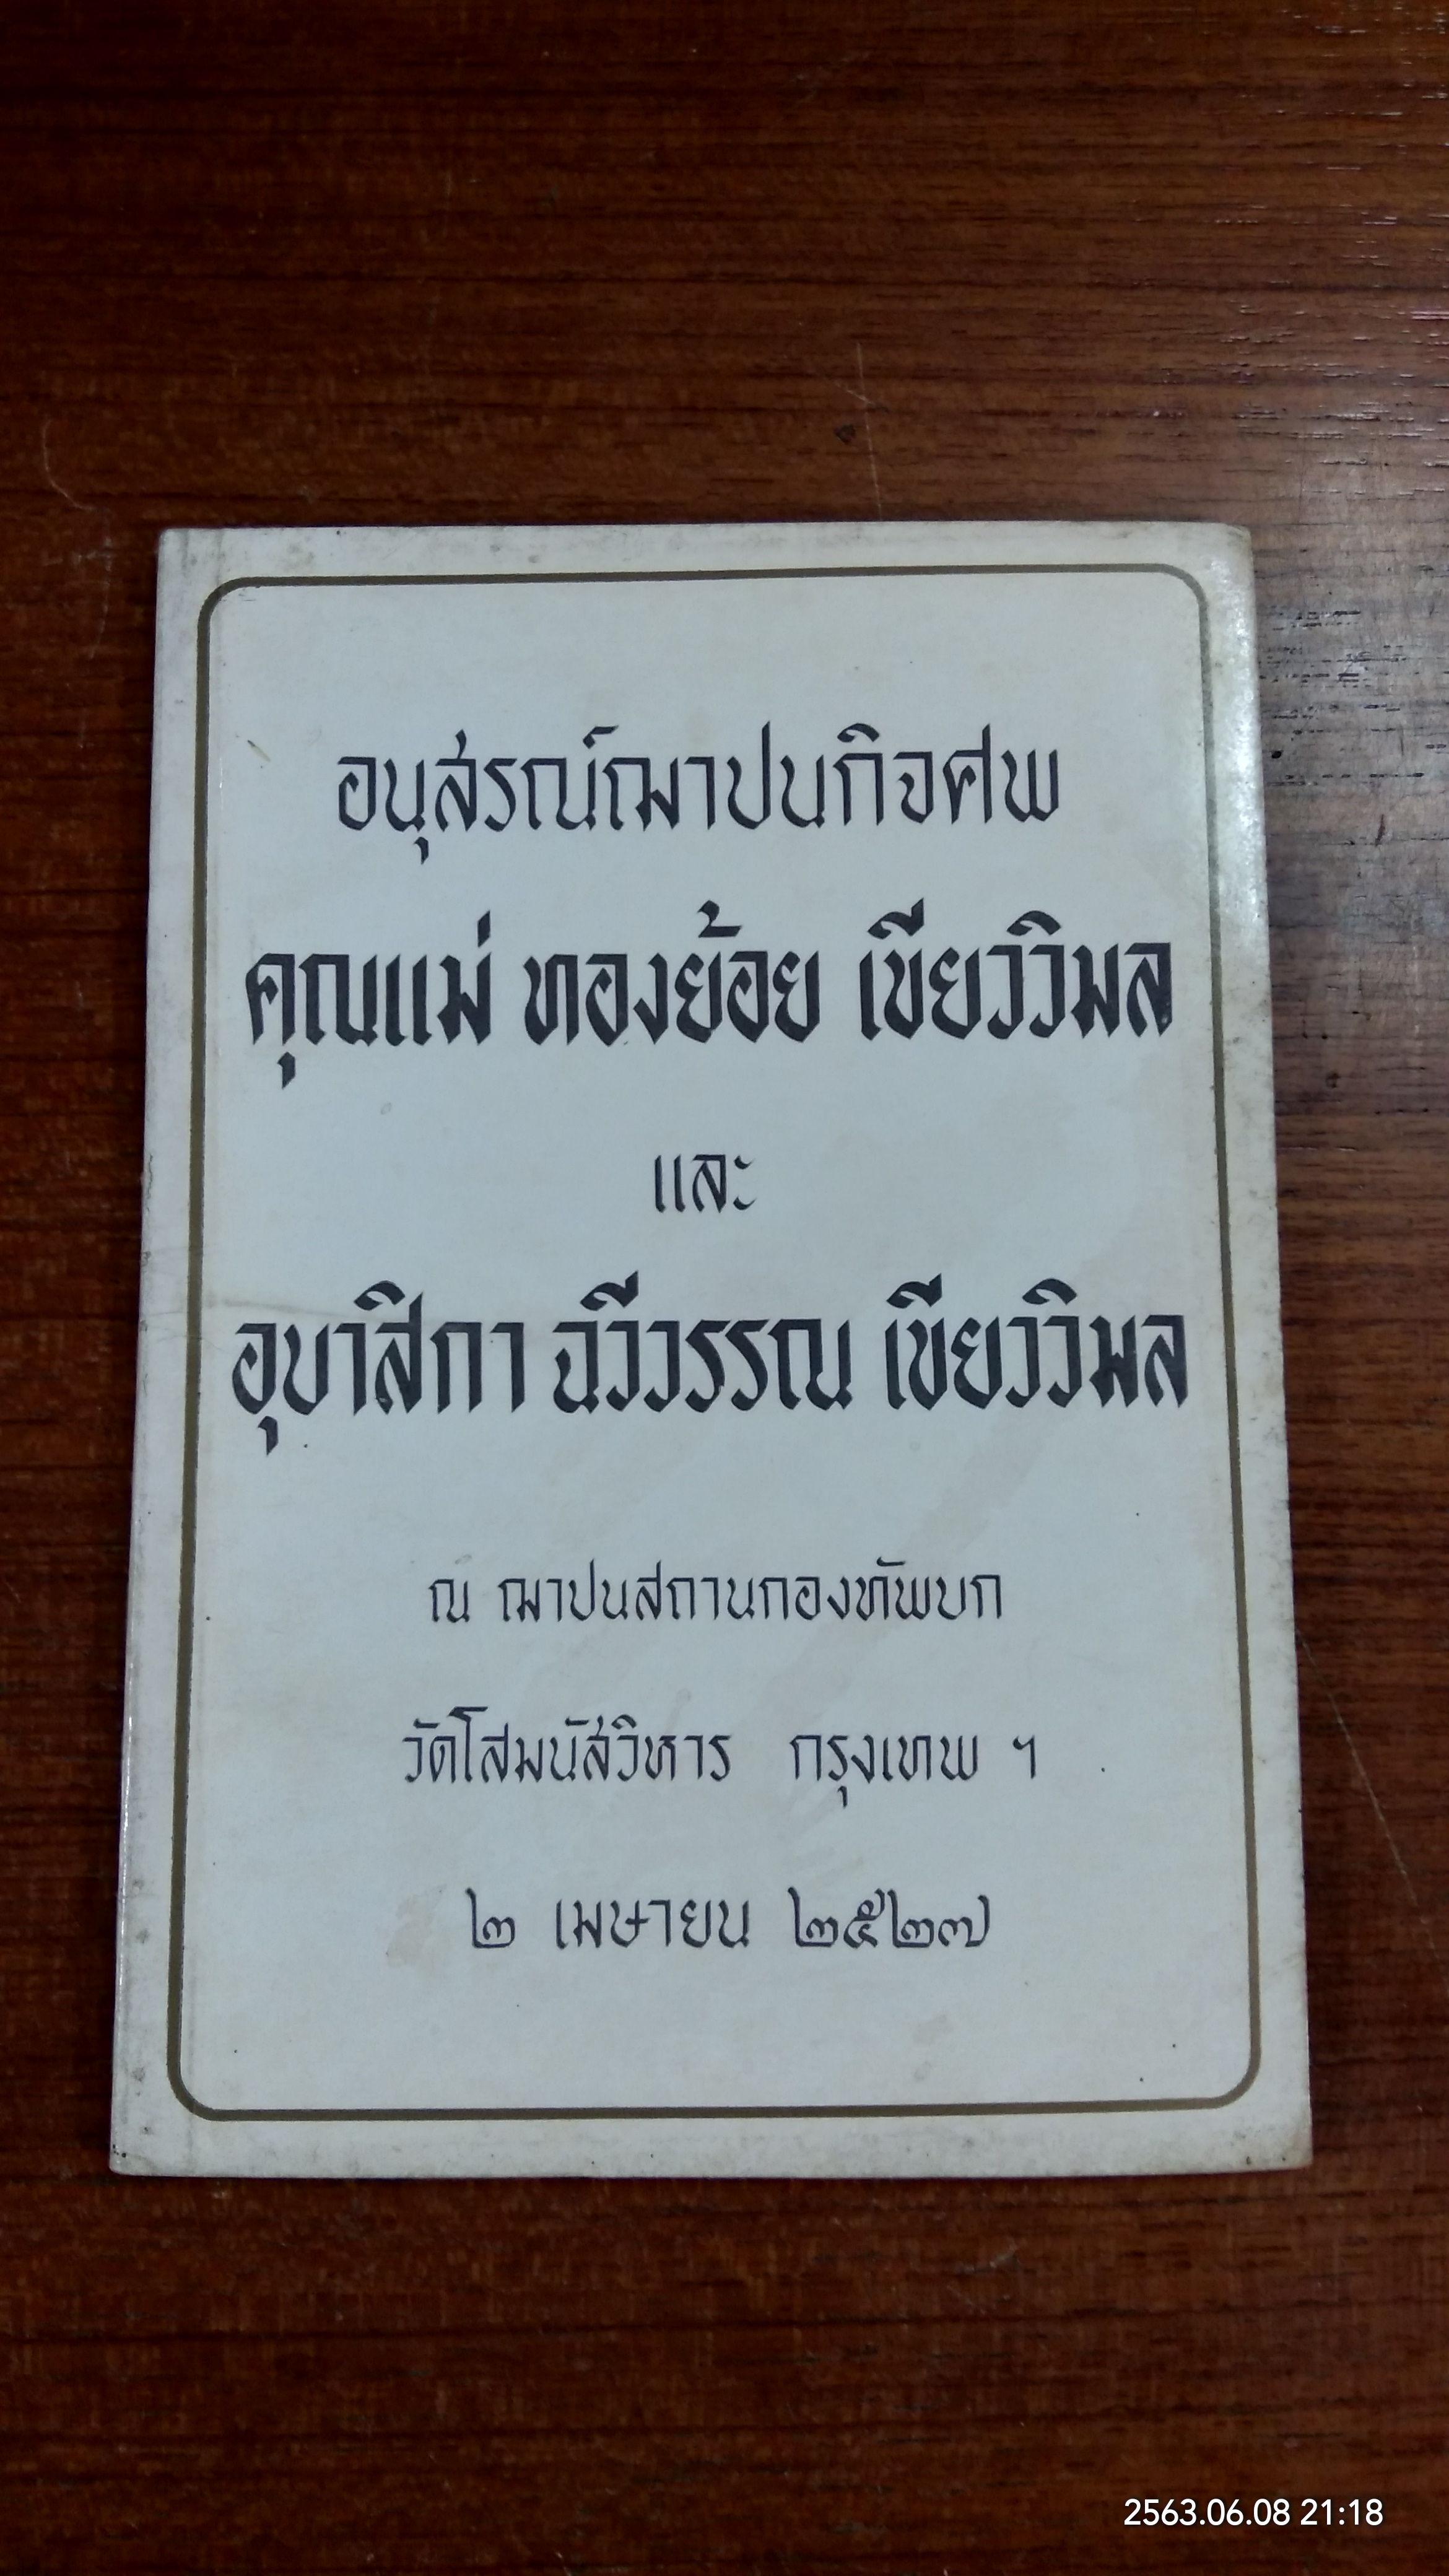 อนุสรณ์ฌาปนกิจศพ
คุณแม่ ทองย้อย เขียววิมล
และ
อุบาสิกา ฉวีวรรณ เขียววิมล
ณ ฌาปนสถานกองทัพบก
วัดโสมนัสวิหาร กรุงเทพ ฯ
๒ เมษายน ๒๕๒๗
2563.06.08 21:18